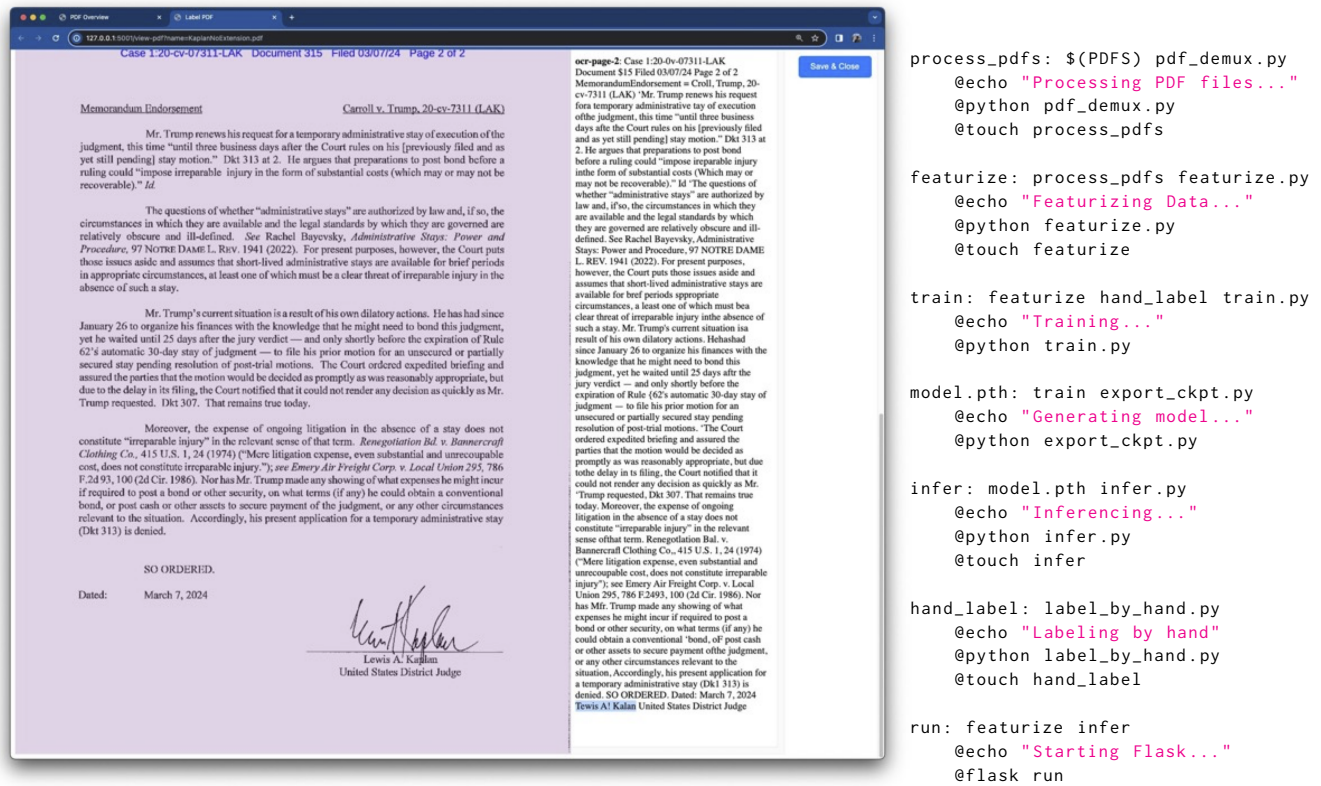 PDF Overview
Label PDF
127.0.0.1:5001/view-pdf?name=KaplanNoExtension.pdf
Case 1:20-cv-07311-LAK Document 315 Filed 03/07/24 Page 2 of 2
Memorandum Endorsement Carroll v. Trump, 20-cv-7311 (LAK)
Mr. Trump renews his request for a temporary administrative stay of execution of the
judgment, this time “until three business days after the Court rules on his [previously filed and as
yet still pending] stay motion.” Dkt 313 at 2. He argues that preparations to post bond before a
ruling could “impose irreparable injury in the form of substantial costs (which may or may not be
recoverable).” Id.
The questions of whether “administrative stays” are authorized by law and, if so, the
circumstances in which they are available and the legal standards by which they are governed are
relatively obscure and ill-defined. See Rachel Bayevsky, Administrative Stays: Power and
Procedure, 97 NOTRE DAME L. REV. 1941 (2022). For present purposes, however, the Court puts
those issues aside and assumes that short-lived administrative stays are available for brief periods
in appropriate circumstances, at least one of which must be a clear threat of irreparable injury in the
absence of such a stay.
Mr. Trump's current situation is a result of his own dilatory actions. He has had since
January 26 to organize his finances with the knowledge that he might need to bond this judgment,
yet he waited until 25 days after the jury verdict — and only shortly before the expiration of Rule
62's automatic 30-day stay of judgment — to file his prior motion for an unsecured or partially
secured stay pending resolution of post-trial motions. The Court ordered expedited briefing and
assured the parties that the motion would be decided as promptly as was reasonably appropriate, but
due to the delay in its filing, the Court notified that it could not render any decision as quickly as Mr.
Trump requested. Dkt 307. That remains true today.
Moreover, the expense of ongoing litigation in the absence of a stay does not
constitute “irreparable injury” in the relevant sense of that term. Renegotiation Bd. v. Bannercraft
Clothing Co., 415 U.S. 1, 24 (1974) (“Mere litigation expense, even substantial and unrecoupable
cost, does not constitute irreparable injury.”); see Emery Air Freight Corp. v. Local Union 295, 786
F.2d 93, 100 (2d Cir. 1986). Nor has Mr. Trump made any showing of what expenses he might incur
if required to post a bond or other security, on what terms (if any) he could obtain a conventional
bond, or post cash or other assets to secure payment of the judgment, or any other circumstances
relevant to the situation. Accordingly, his present application for a temporary administrative stay
(Dkt 313) is denied.
SO ORDERED.
Dated: March 7, 2024
Lewis A. Kaplan
United States District Judge
ocr-page-2: Case 1:20-0v-07311-LAK
Document $15 Filed 03/07/24 Page 2 of 2
MemorandumEndorsement = Croll, Trump, 20-
cv-7311 (LAK) ‘Mr. Trump renews his request
fora temporary administrative tay of execution
ofthe judgment, this time “until three business
days afte the Court rules on his [previously filed
and as yet still pending] stay motion.” Dkt 313 at
2. He argues that preparations to post bond
before a ruling could “impose ireparable injury
inthe form of substantial costs (Which may or
may not be recoverable).” Id ‘The questions of
whether “administrative stays” are authorized by
law and, if'so, the circumstances in which they
are available and the legal standards by which
they are governed are relatively obscure and ill-
defined. See Rachel Bayevsky, Administrative
Stays: Power and Procedure, 97 NOTRE DAME
L. REV. 1941 (2022). For present purposes,
however, the Court puts those issues aside and
assumes that short-lived administrative stays are
available for bref periods sppropriate
circumstances, a least one of which must bea
clear threat of irreparable injury inthe absence of
such a stay. Mr. Trump's current situation isa
result of his own dilatory actions. Hehashad
since January 26 to organize his finances with the
knowledge that he might need to bond this
judgment, yet he waited until 25 days aftr the
jury verdict — and only shortly before the
expiration of Rule {62's automatic 30-day stay of
judgment — to file his prior motion for an
unsecured or partially secured stay pending
resolution of post-trial motions. ‘The Court
ordered expedited briefing and assured the
parties that the motion would be decided as
promptly as was reasonably appropriate, but due
tothe delay in ts filing, the Court notified that it
could not render any decision as quickly as Mr.
‘Trump requested, Dkt 307. That remains true
today. Moreover, the expense of ongoing
litigation in the absence of a stay does not
constitute “irreparable injury” in the relevant
sense ofthat term. Renegotlation Bal. v.
Bannercrafl Clothing Co,, 415 U.S. 1, 24 (1974)
(“Mere litigation expense, even substantial and
unrecoupable cost, does not constitute irreparable
injury”); see Emery Air Freight Corp. v. Local
Union 295, 786 F.2493, 100 (2d Cir. 1986). Nor
has Mfr. Trump made any showing of what
expenses he might incur if required to post a
bond or other security, on what terms (if any) he
could obtain a conventional ‘bond, oF post cash
or other assets to secure payment ofthe judgment,
or any other circumstances relevant to the
situation, Accordingly, his present application for
a temporary administrative stay (Dk1 313) is
denied. SO ORDERED. Dated: March 7, 2024
Tewis A! Kalan United States District Judge
Save & Close
process_pdfs: $(PDFS) pdf_demux.py
@echo "Processing PDF files..."
@python pdf_demux.py
@touch process_pdfs
featurize: process_pdfs featurize.py
@echo "Featurizing Data..."
@python featurize.py
@touch featurize
train: featurize hand_label train.py
@echo "Training..."
@python train.py
model.pth: train export_ckpt.py
@echo "Generating model..."
@python export_ckpt.py
infer: model.pth infer.py
@echo "Inferencing..."
@python infer.py
@touch infer
hand_label: label_by_hand.py
@echo "Labeling by hand"
@python label_by_hand.py
@touch hand_label
run: featurize infer
@echo "Starting Flask..."
@flask run